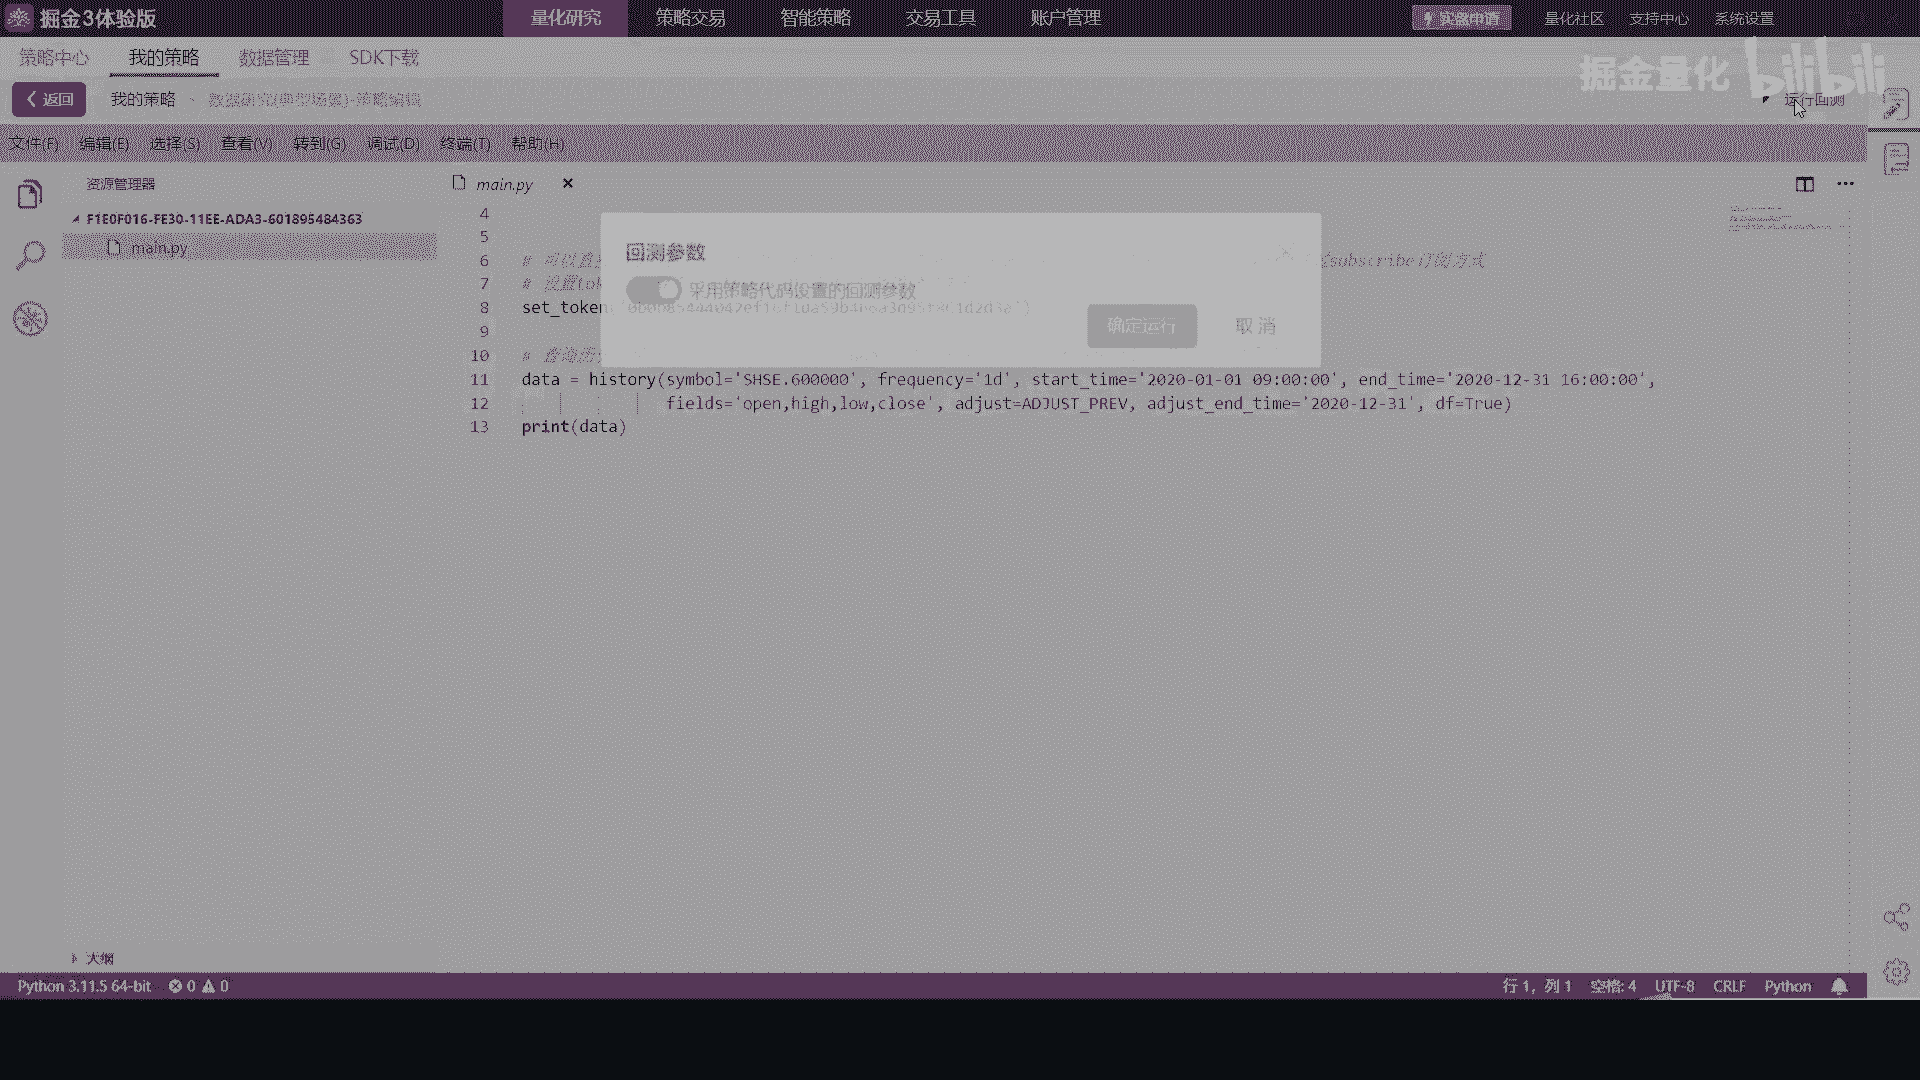 掘金3体验版
量化研究 策略交易 智能策略 交易工具 账户管理 实盘申请 量化社区 支持中心 系统设置
策略中心 我的策略 数据管理 SDK下载
掘金量化 bilibili
返回 我的策略 数据研究(典型场景)-策略编辑 运行回测
文件(F) 编辑(E) 选择(S) 查看(V) 转到(G) 调试(D) 终端(T) 帮助(H)
资源管理器
F1E0F016-FE30-11EE-ADA3-601895484363
main.py
大纲
main.py
4
5
6 # 可以直 subscribe订阅方式
7 # 设置
8 set_token
9
10 # 查询
11 data = history(symbol='SHSE.600000', frequency='1d', start_time='2020-01-01 09:00:00', end_time='2020-12-31 16:00:00',
12 fields='open,high,low,close', adjust=ADJUST_PREV, adjust_end_time='2020-12-31', df=True)
13 print(data)
回测参数
采用策略代码设置的回测参数
确定运行 取消
Python 3.11.5 64-bit 0 0 行 1，列 1 空格: 4 UTF-8 CRLF Python